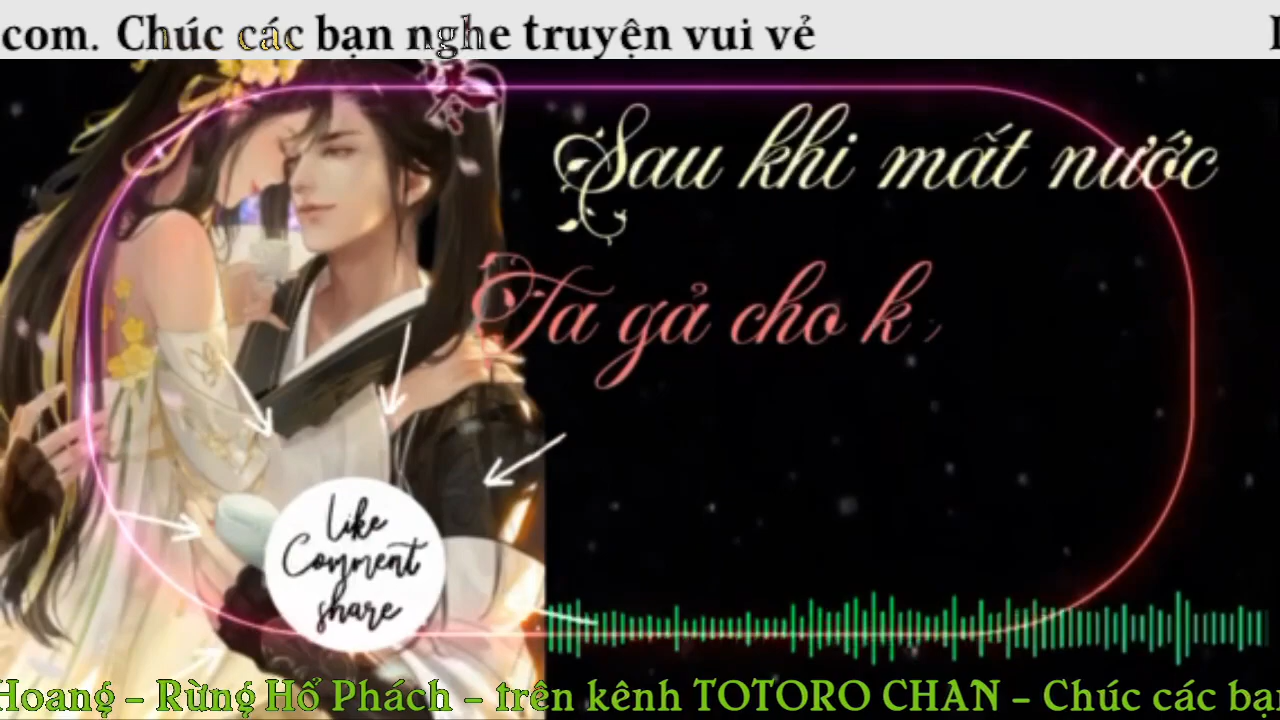 com. Chúc các bạn nghe truyện vui vẻ
Sau khi mất nước
Ta gả cho k
like
Comment
share
Hoang – Rừng Hổ Phách – trên kênh TOTORO CHAN – Chúc các bạ